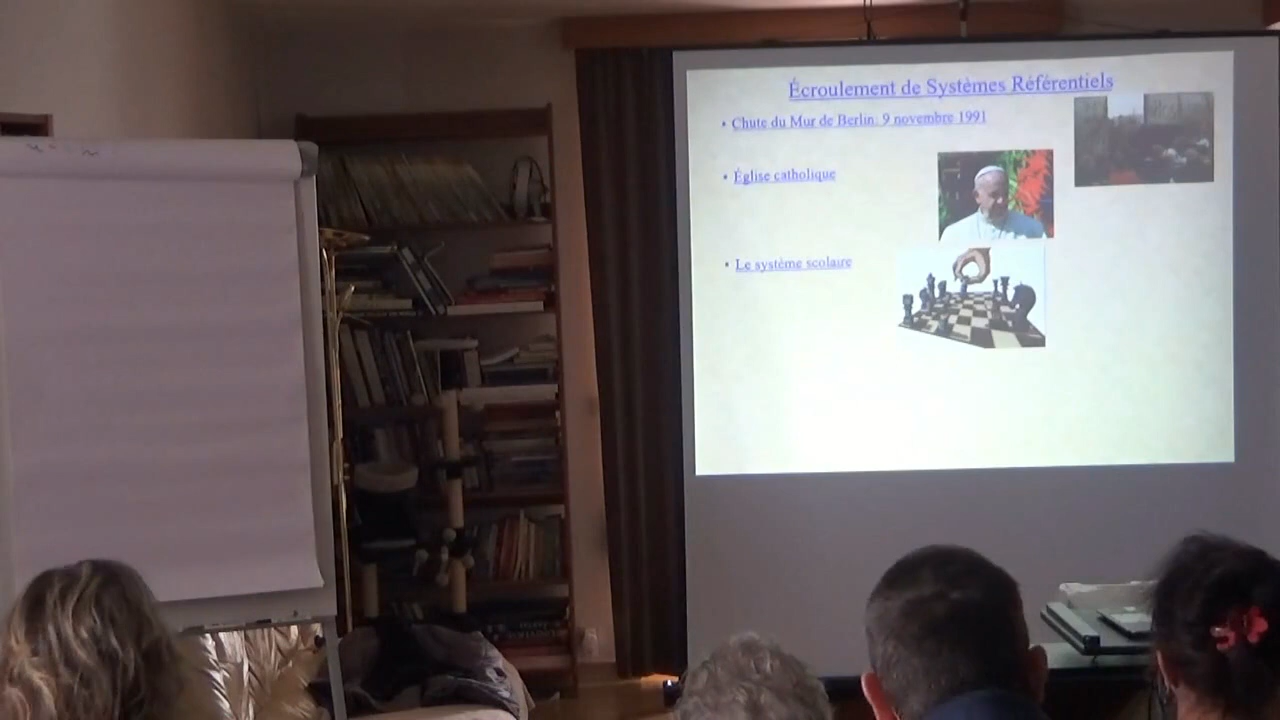 Écroulement de Systèmes Référentiels
• Chute du Mur de Berlin: 9 novembre 1991
• Église catholique
• Le système scolaire